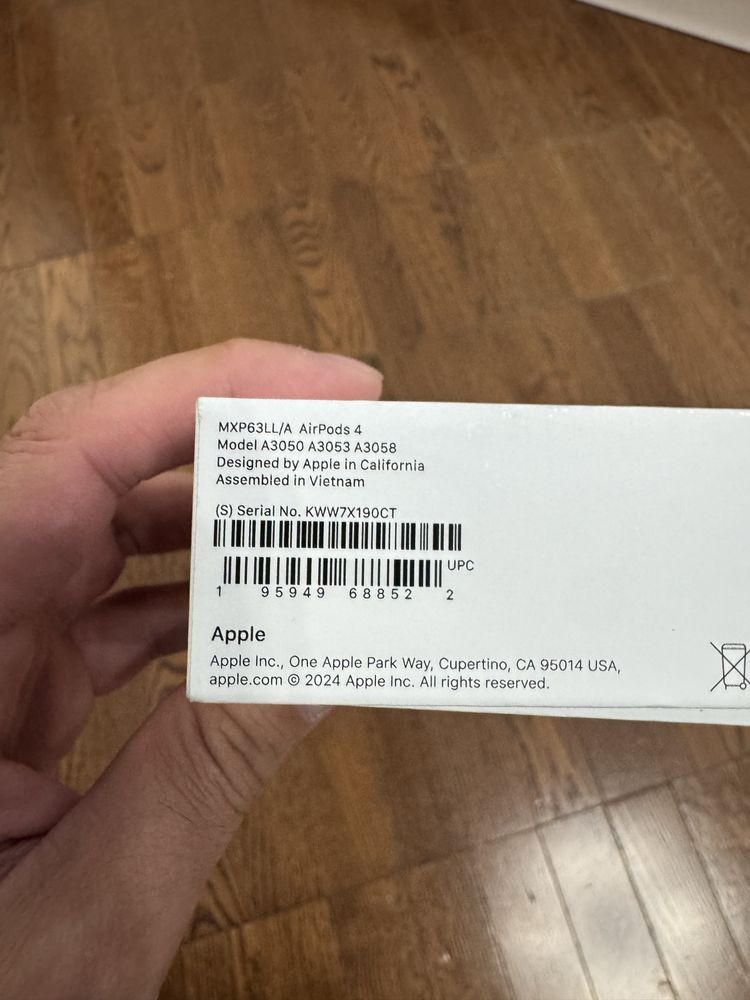 MXP63LL/A AirPods 4
Model A3050 A3053 A3058
Designed by Apple in California
Assembled in Vietnam
(S) Serial No. KWW7X190CT
UPC
1 95949 68852 2
Apple
Apple Inc., One Apple Park Way, Cupertino, CA 95014 USA,
apple.com © 2024 Apple Inc. All rights reserved.